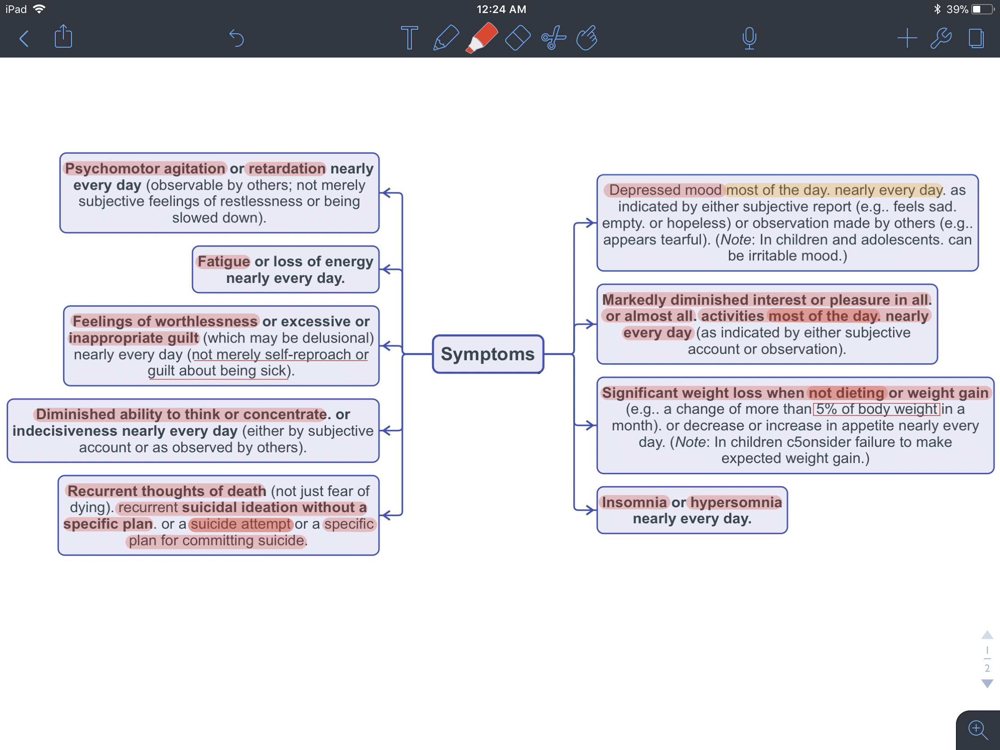 iPad
12:24 AM
39%
T
Psychomotor agitation or retardation nearly
every day (observable by others; not merely
subjective feelings of restlessness or being
slowed down).
Fatigue or loss of energy
nearly every day.
Feelings of worthlessness or excessive or
inappropriate guilt (which may be delusional)
nearly every day (not merely self-reproach or
guilt about being sick).
Diminished ability to think or concentrate. or
indecisiveness nearly every day (either by subjective
account or as observed by others).
Recurrent thoughts of death (not just fear of
dying). recurrent suicidal ideation without a
specific plan. or a suicide attempt or a specific
plan for committing suicide.
Symptoms
Depressed mood most of the day. nearly every day. as
indicated by either subjective report (e.g.. feels sad.
empty. or hopeless) or observation made by others (e.g..
appears tearful). (Note: In children and adolescents. can
be irritable mood.)
Markedly diminished interest or pleasure in all.
or almost all. activities most of the day. nearly
every day (as indicated by either subjective
account or observation).
Significant weight loss when not dieting or weight gain
(e.g.. a change of more than 5% of body weight in a
month). or decrease or increase in appetite nearly every
day. (Note: In children c5onsider failure to make
expected weight gain.)
Insomnia or hypersomnia
nearly every day.
1
2